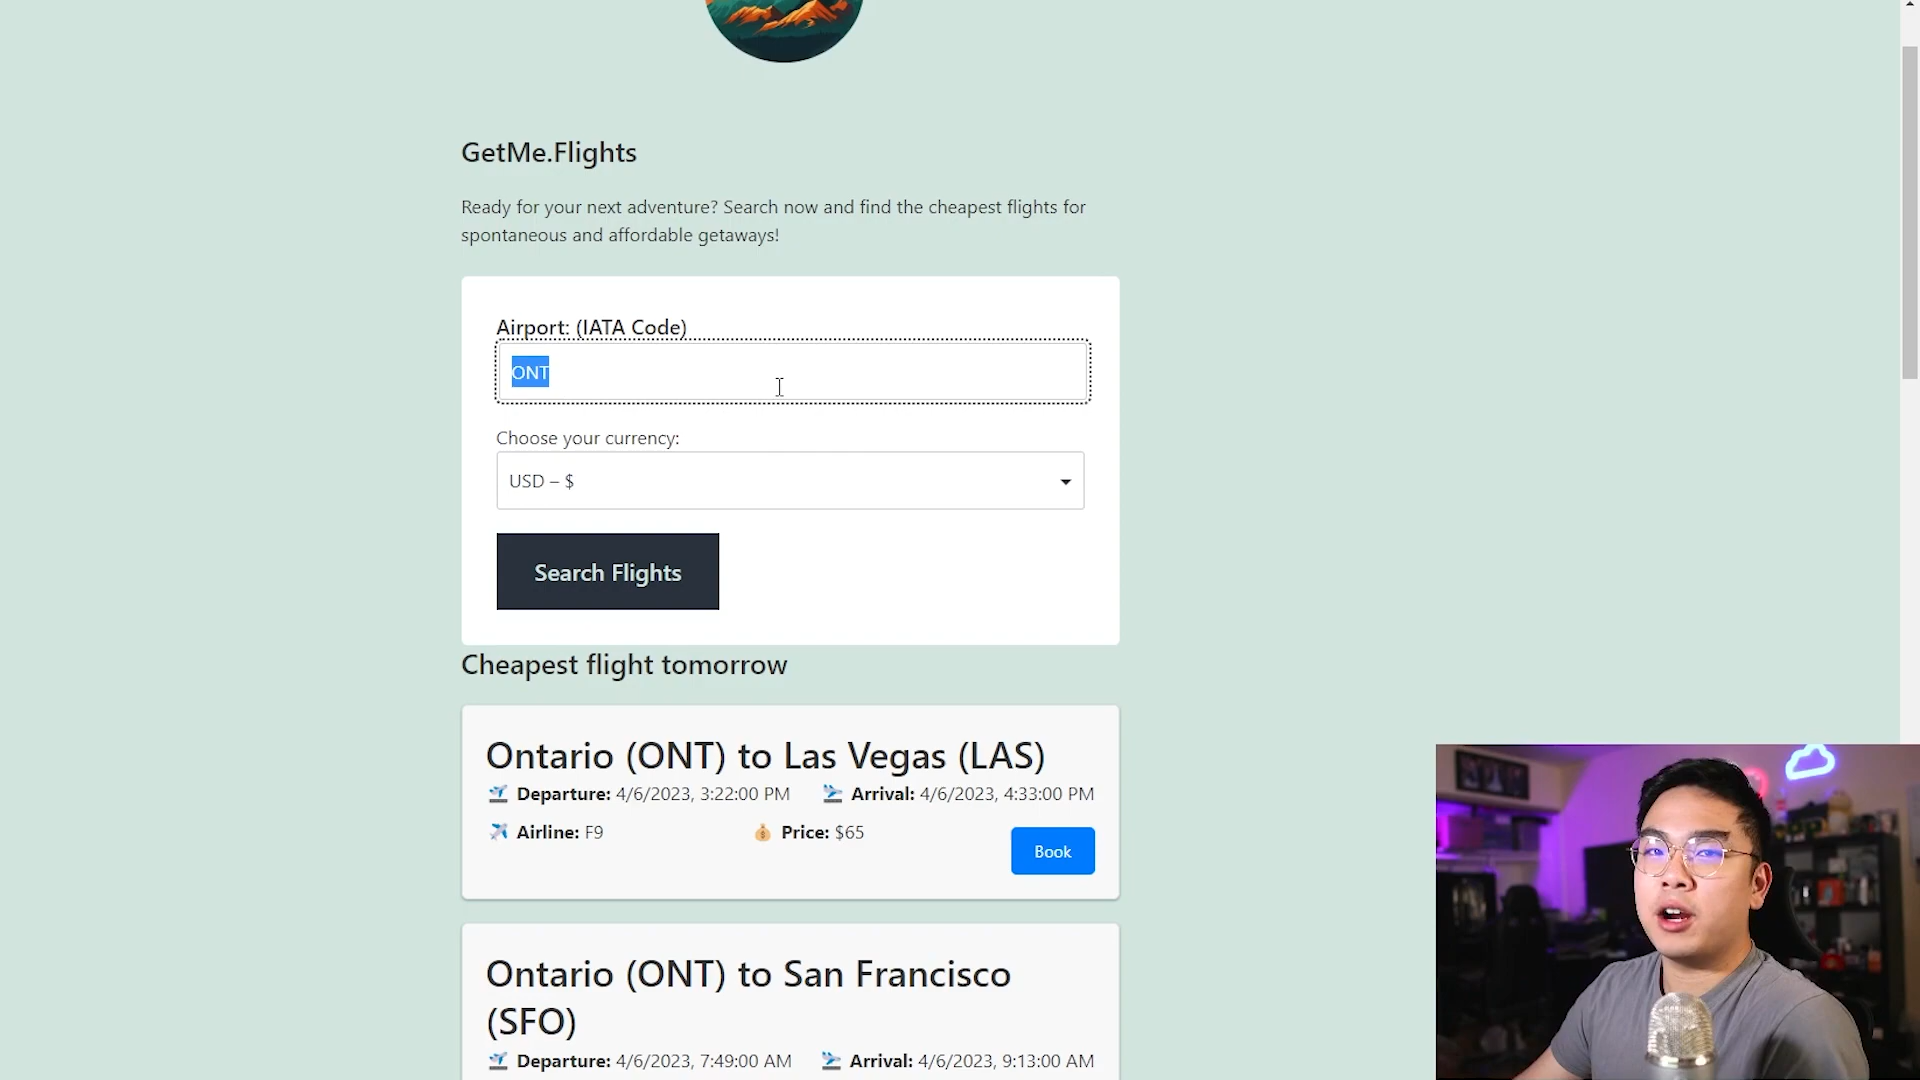 GetMe.Flights
Ready for your next adventure? Search now and find the cheapest flights for
spontaneous and affordable getaways!
Airport: (IATA Code)
ONT
Choose your currency:
USD – $
Search Flights
Cheapest flight tomorrow
Ontario (ONT) to Las Vegas (LAS)
Departure: 4/6/2023, 3:22:00 PM Arrival: 4/6/2023, 4:33:00 PM
Airline: F9 Price: $65
Book
Ontario (ONT) to San Francisco
(SFO)
Departure: 4/6/2023, 7:49:00 AM Arrival: 4/6/2023, 9:13:00 AM